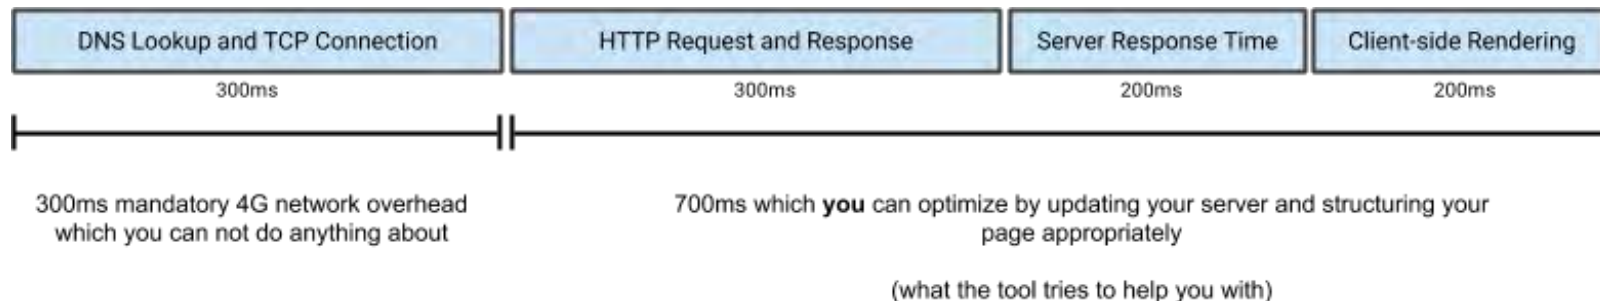 DNS Lookup and TCP Connection
HTTP Request and Response
Server Response Time
Client-side Rendering
300ms
300ms
200ms
200ms
300ms mandatory 4G network overhead
which you can not do anything about
700ms which you can optimize by updating your server and structuring your
page appropriately
(what the tool tries to help you with)